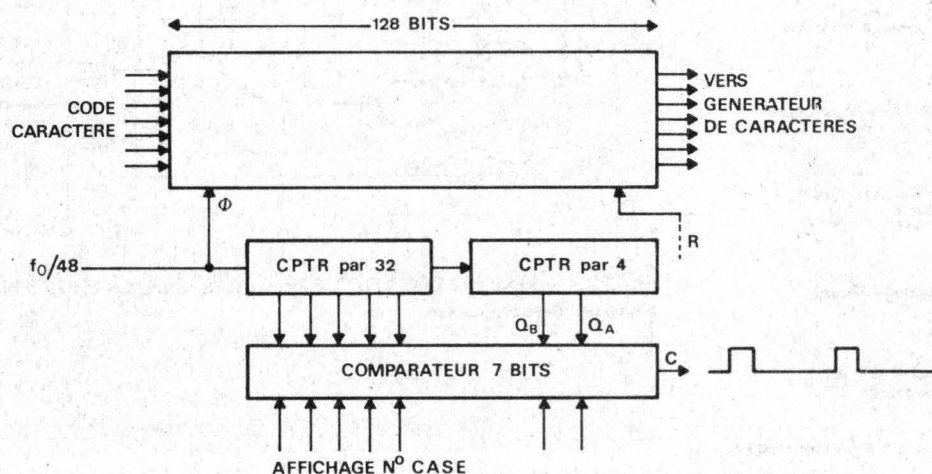 128 BITS
CODE
CARACTERE
VERS
GENERATEUR
DE CARACTERES
Φ
R
f0/48
CPTR par 32
CPTR par 4
QB
QA
COMPARATEUR 7 BITS
C
AFFICHAGE Nº CASE